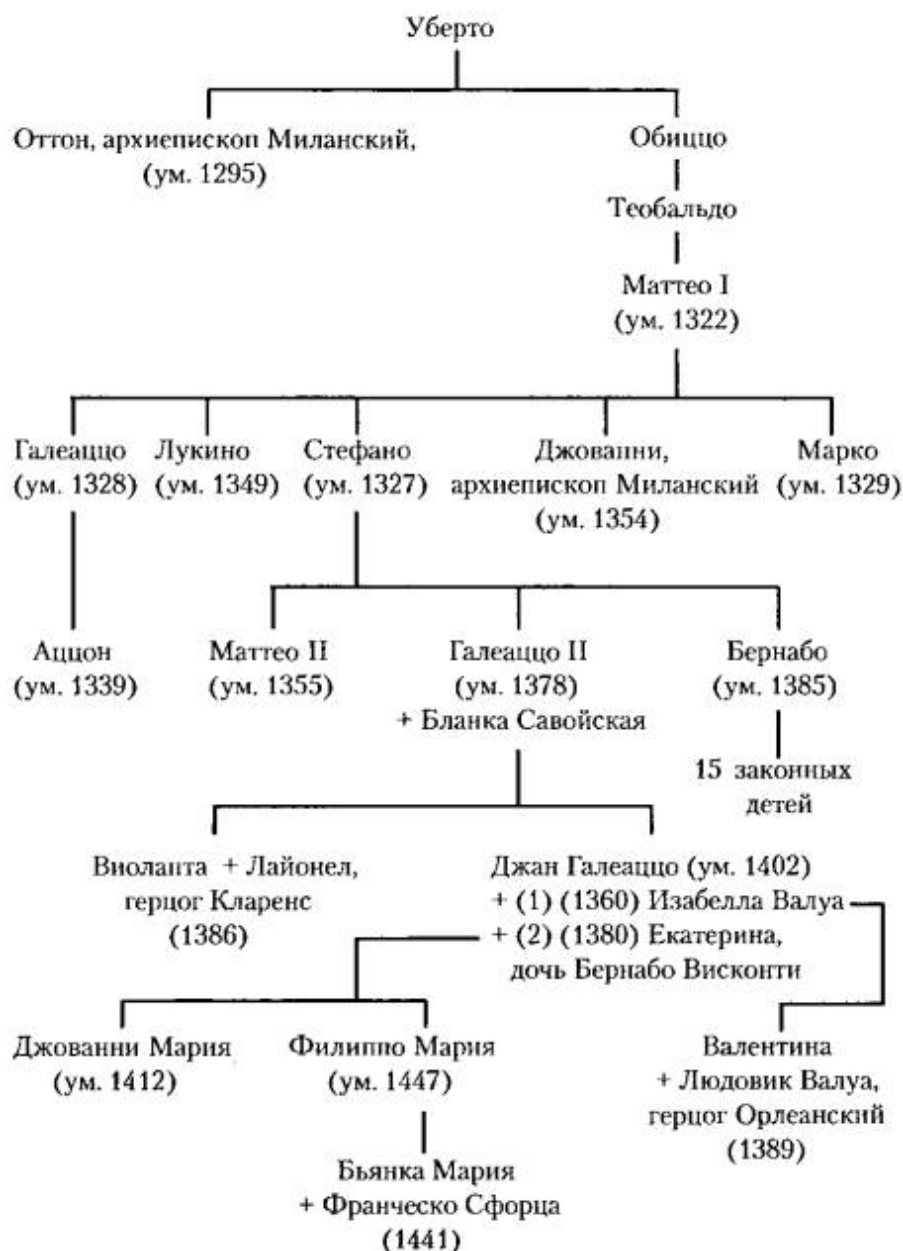 Уберто
Оттон, архиепископ Миланский,
(ум. 1295)
Обиццо
Теобальдо
Маттео I
(ум. 1322)
Галеаццо
(ум. 1328)
Лукино
(ум. 1349)
Стефано
(ум. 1327)
Джованни,
архиепископ Миланский
(ум. 1354)
Марко
(ум. 1329)
Аццон
(ум. 1339)
Маттео II
(ум. 1355)
Галеаццо II
(ум. 1378)
+ Бланка Савойская
Бернабо
(ум. 1385)
15 законных
детей
Виоланта + Лайонел,
герцог Кларенс
(1386)
Джан Галеаццо (ум. 1402)
+ (1) (1360) Изабелла Валуа
+ (2) (1380) Екатерина,
дочь Бернабо Висконти
Джованни Мария
(ум. 1412)
Филиппо Мария
(ум. 1447)
Валентина
+ Людовик Валуа,
герцог Орлеанский
(1389)
Бьянка Мария
+ Франческо Сфорца
(1441)